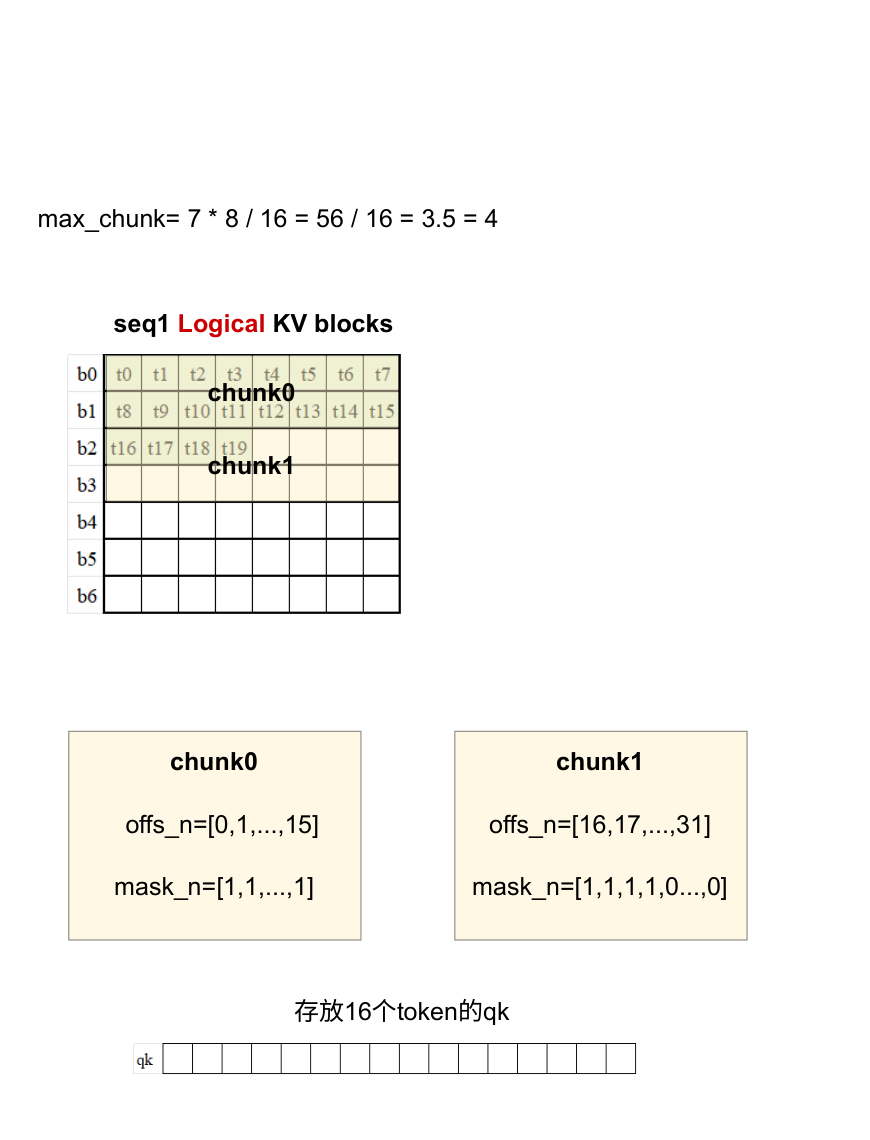 max_chunk= 7 * 8 / 16 = 56 / 16 = 3.5 = 4
seq1 Logical KV blocks
b0 t0 t1 t2 t3 t4 t5 t6 t7
chunk0
b1 t8 t9 t10 t11 t12 t13 t14 t15
b2 t16 t17 t18 t19
chunk1
b3
b4
b5
b6
chunk0
offs_n=[0,1,...,15]
mask_n=[1,1,...,1]
chunk1
offs_n=[16,17,...,31]
mask_n=[1,1,1,1,0...,0]
存放16个token的qk
qk